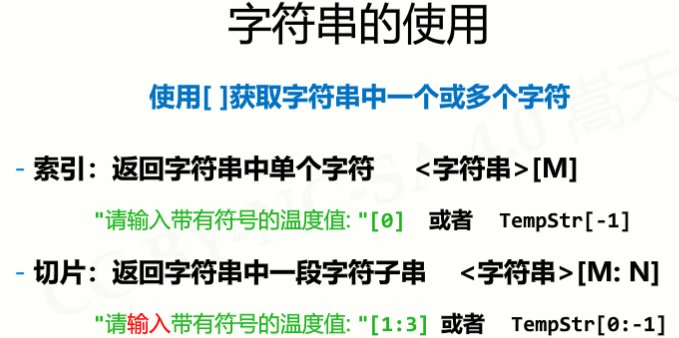 字符串的使用
使用[ ]获取字符串中一个或多个字符
- 索引：返回字符串中单个字符 <字符串>[M]
"请输入带有符号的温度值: "[0] 或者 TempStr[-1]
- 切片：返回字符串中一段字符子串 <字符串>[M: N]
"请输入带有符号的温度值: "[1:3] 或者 TempStr[0:-1]
CC BY-NC-SA 4.0 嵩天